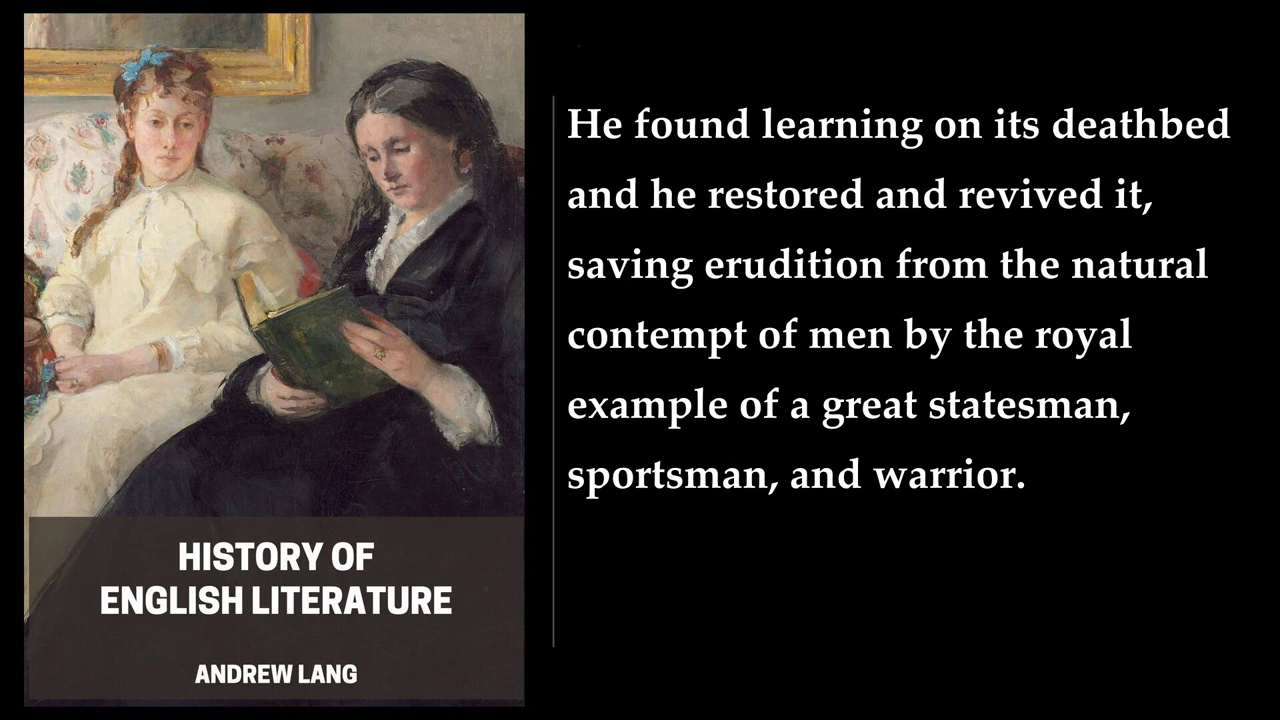 He found learning on its deathbed
and he restored and revived it,
saving erudition from the natural
contempt of men by the royal
example of a great statesman,
sportsman, and warrior.
HISTORY OF
ENGLISH LITERATURE
ANDREW LANG